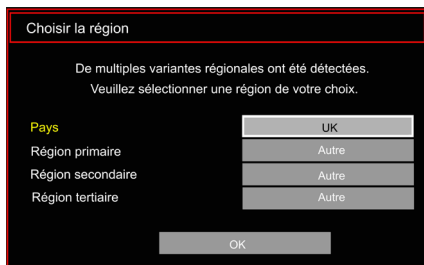 Choisir la région
De multiples variantes régionales ont été détectées.
Veuillez sélectionner une région de votre choix.
Pays UK
Région primaire Autre
Région secondaire Autre
Région tertiaire Autre
OK